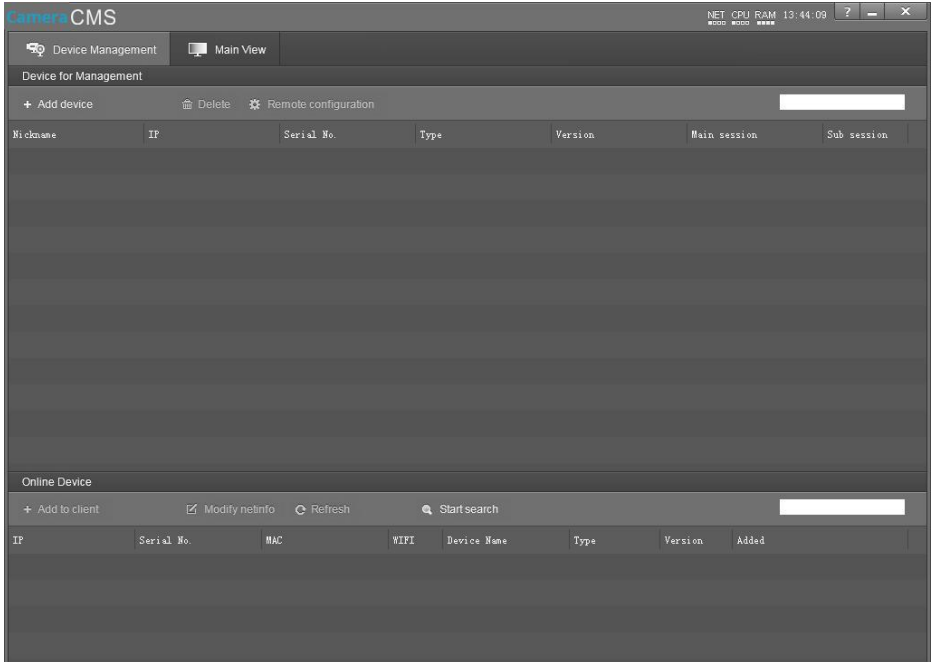 Camera CMS NET CPU RAM 13:44:09 ? – ×
Device Management Main View
Device for Management
+ Add device Delete Remote configuration
Nickname IP Serial No. Type Version Main session Sub session
Online Device
+ Add to client Modify netinfo Refresh Start search
IP Serial No. MAC WIFI Device Name Type Version Added